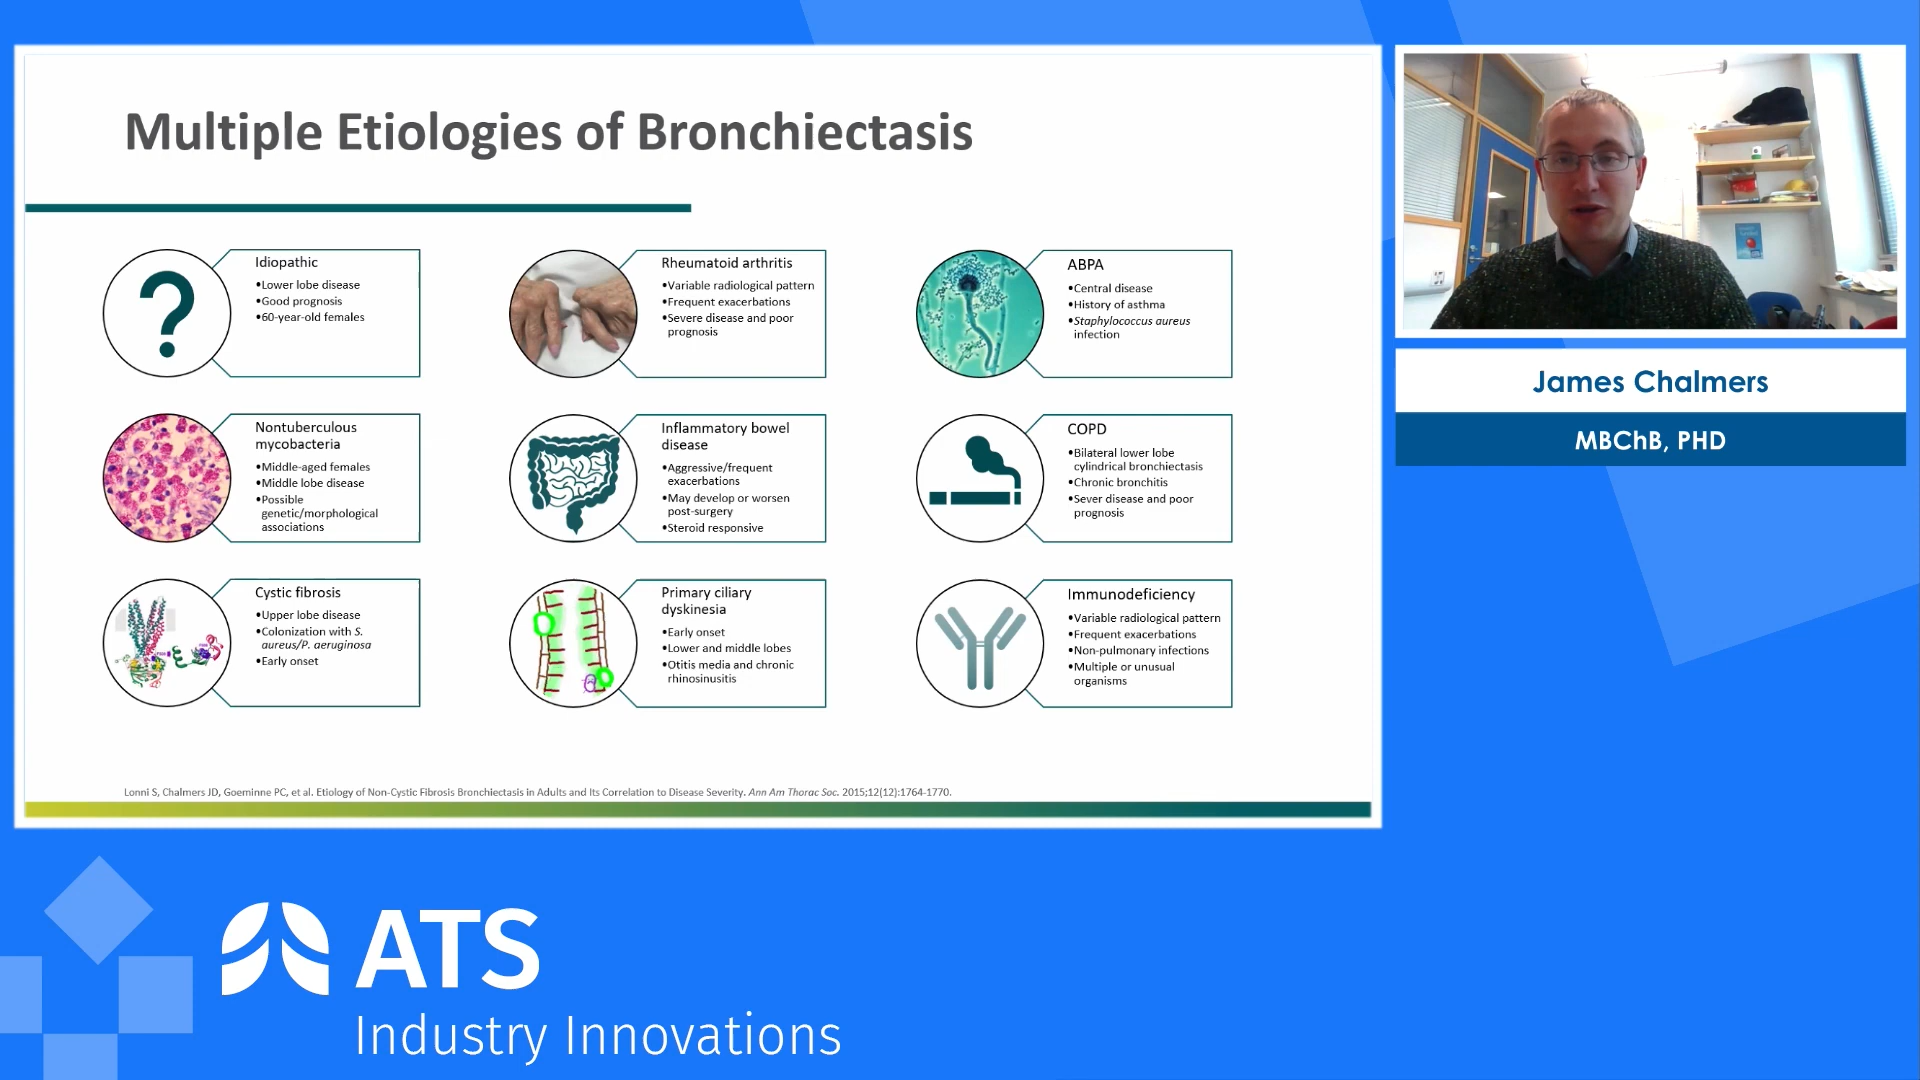 Multiple Etiologies of Bronchiectasis
Idiopathic
•Lower lobe disease
•Good prognosis
•60-year-old females
Rheumatoid arthritis
•Variable radiological pattern
•Frequent exacerbations
•Severe disease and poor
prognosis
ABPA
•Central disease
•History of asthma
•Staphylococcus aureus
infection
Nontuberculous
mycobacteria
•Middle-aged females
•Middle lobe disease
•Possible
genetic/morphological
associations
Inflammatory bowel
disease
•Aggressive/frequent
exacerbations
•May develop or worsen
post-surgery
•Steroid responsive
COPD
•Bilateral lower lobe
cylindrical bronchiectasis
•Chronic bronchitis
•Sever disease and poor
prognosis
Cystic fibrosis
•Upper lobe disease
•Colonization with S.
aureus/P. aeruginosa
•Early onset
Primary ciliary
dyskinesia
•Early onset
•Lower and middle lobes
•Otitis media and chronic
rhinosinusitis
Immunodeficiency
•Variable radiological pattern
•Frequent exacerbations
•Non-pulmonary infections
•Multiple or unusual
organisms
Lonni S, Chalmers JD, Goeminne PC, et al. Etiology of Non-Cystic Fibrosis Bronchiectasis in Adults and Its Correlation to Disease Severity. Ann Am Thorac Soc. 2015;12(12):1764-1770.
James Chalmers
MBChB, PHD
ATS
Industry Innovations